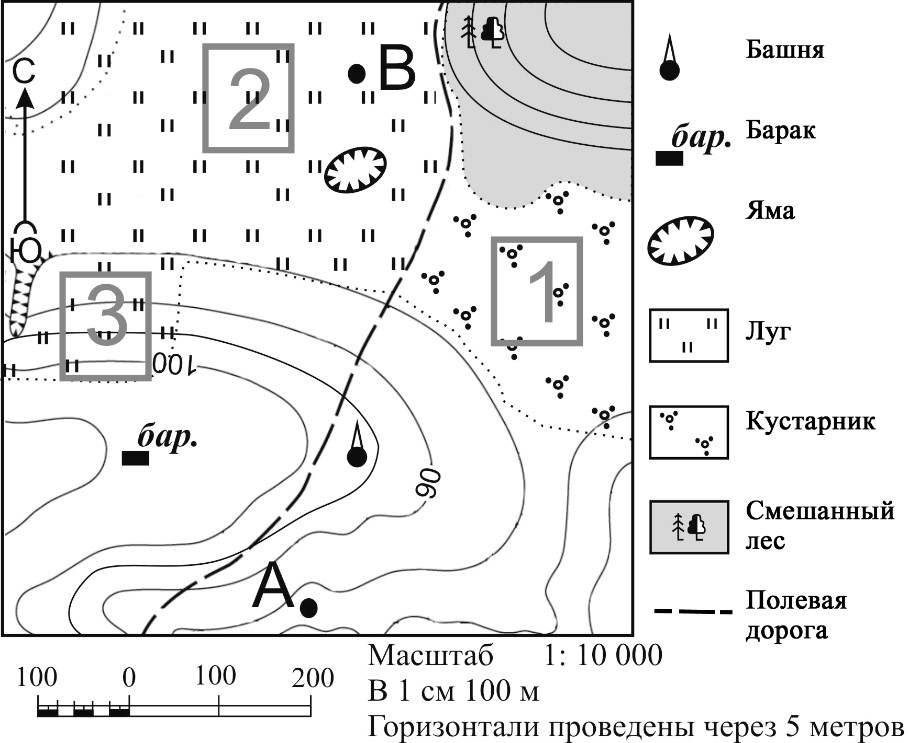 С
Ю
2
В
1
3
100
бар.
90
А
Башня
бар. Барак
Яма
Луг
Кустарник
Смешанный
лес
Полевая
дорога
100 0 100 200
Масштаб 1: 10 000
В 1 см 100 м
Горизонтали проведены через 5 метров